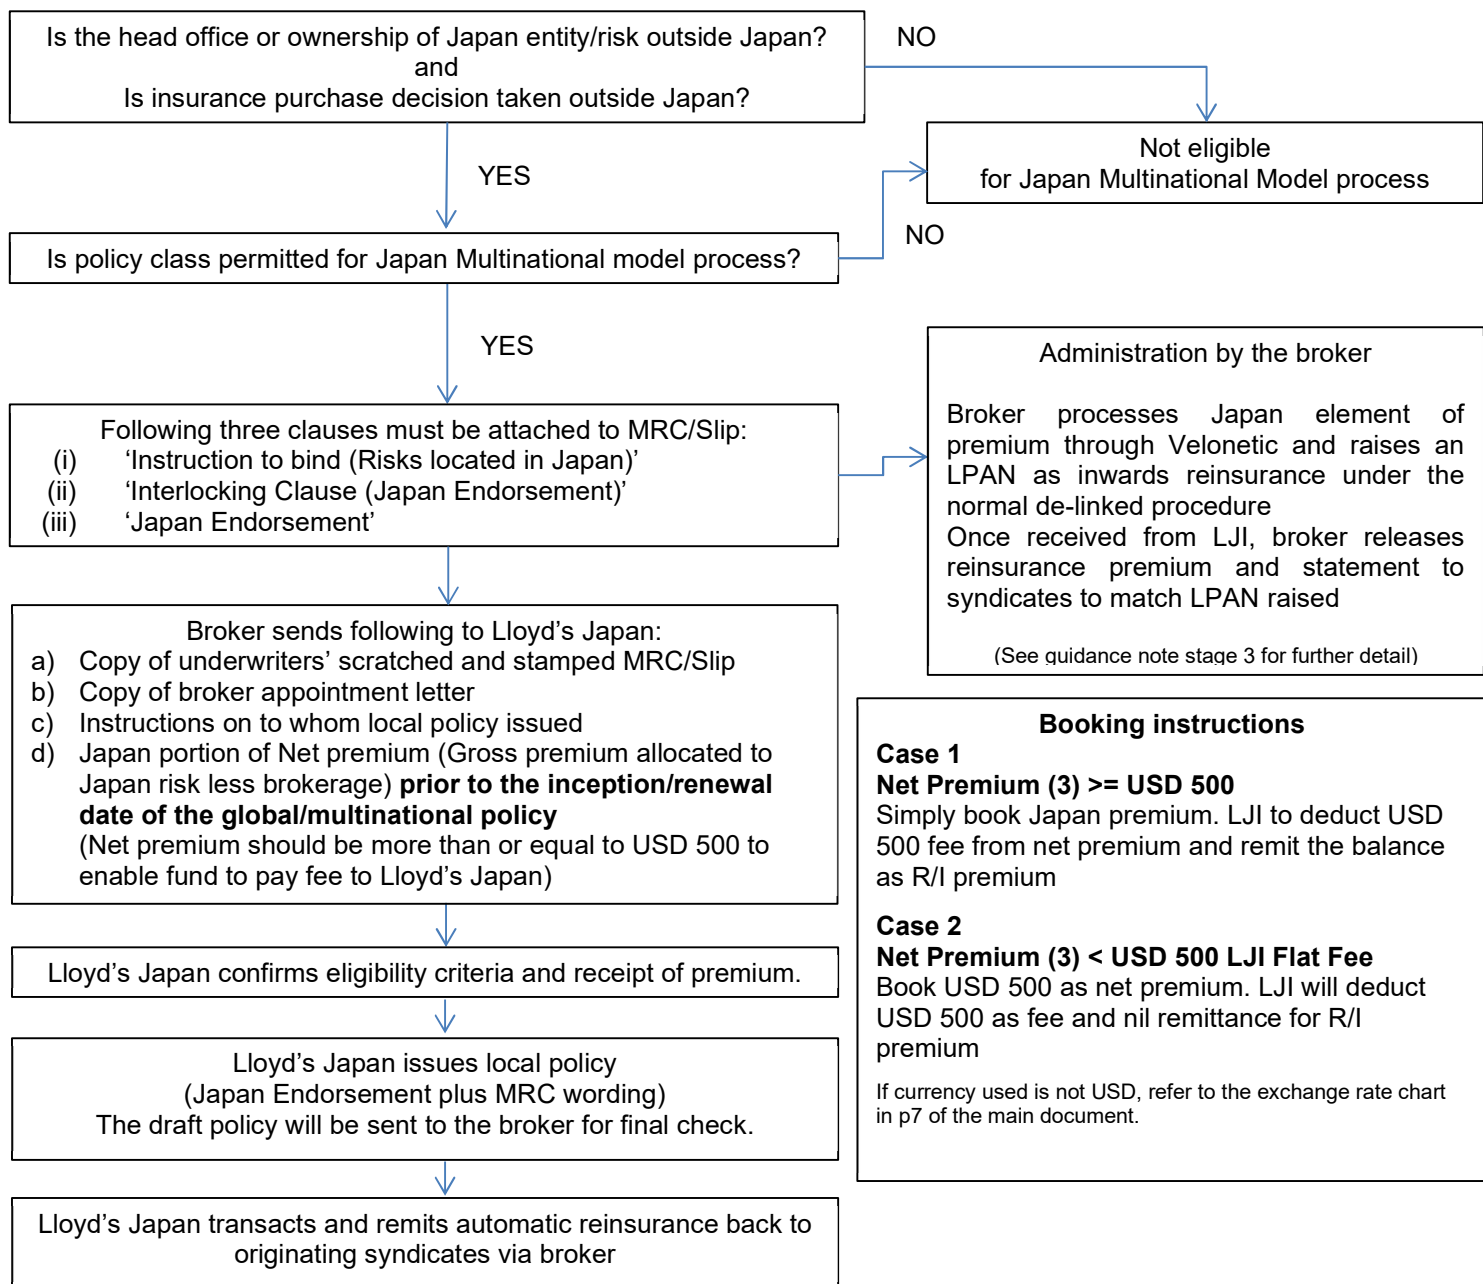 Is the head office or ownership of Japan entity/risk outside Japan?
and
Is insurance purchase decision taken outside Japan?
NO
YES
Not eligible
for Japan Multinational Model process
Is policy class permitted for Japan Multinational model process?
NO
YES
Following three clauses must be attached to MRC/Slip:
(i) ‘Instruction to bind (Risks located in Japan)’
(ii) ‘Interlocking Clause (Japan Endorsement)’
(iii) ‘Japan Endorsement’
Administration by the broker
Broker processes Japan element of
premium through Velonetic and raises an
LPAN as inwards reinsurance under the
normal de-linked procedure
Once received from LJI, broker releases
reinsurance premium and statement to
syndicates to match LPAN raised
(See guidance note stage 3 for further detail)
Broker sends following to Lloyd’s Japan:
a) Copy of underwriters’ scratched and stamped MRC/Slip
b) Copy of broker appointment letter
c) Instructions on to whom local policy issued
d) Japan portion of Net premium (Gross premium allocated to
Japan risk less brokerage) prior to the inception/renewal
date of the global/multinational policy
(Net premium should be more than or equal to USD 500 to
enable fund to pay fee to Lloyd’s Japan)
Booking instructions
Case 1
Net Premium (3) >= USD 500
Simply book Japan premium. LJI to deduct USD
500 fee from net premium and remit the balance
as R/I premium
Case 2
Net Premium (3) < USD 500 LJI Flat Fee
Book USD 500 as net premium. LJI will deduct
USD 500 as fee and nil remittance for R/I
premium
If currency used is not USD, refer to the exchange rate chart
in p7 of the main document.
Lloyd’s Japan confirms eligibility criteria and receipt of premium.
Lloyd’s Japan issues local policy
(Japan Endorsement plus MRC wording)
The draft policy will be sent to the broker for final check.
Lloyd’s Japan transacts and remits automatic reinsurance back to
originating syndicates via broker